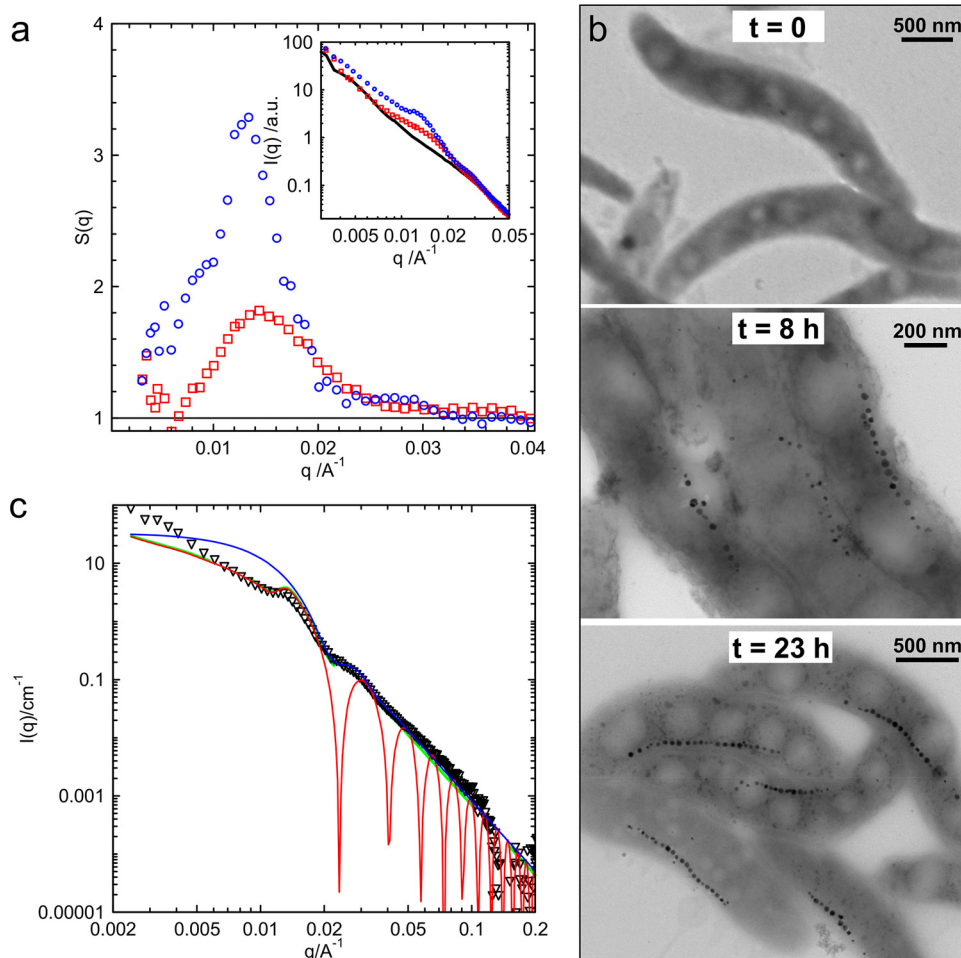 a
S(q)
4
3
2
1
0.01
0.02
0.03
0.04
q /A⁻¹
I(q) /a.u.
100
10
1
0.1
0.005
0.01
0.02
0.05
q /A⁻¹
b
t = 0
500 nm
t = 8 h
200 nm
t = 23 h
500 nm
c
I(q)/cm⁻¹
10
0.1
0.001
0.00001
0.002
0.005
0.01
0.02
0.05
0.1
0.2
q/A⁻¹